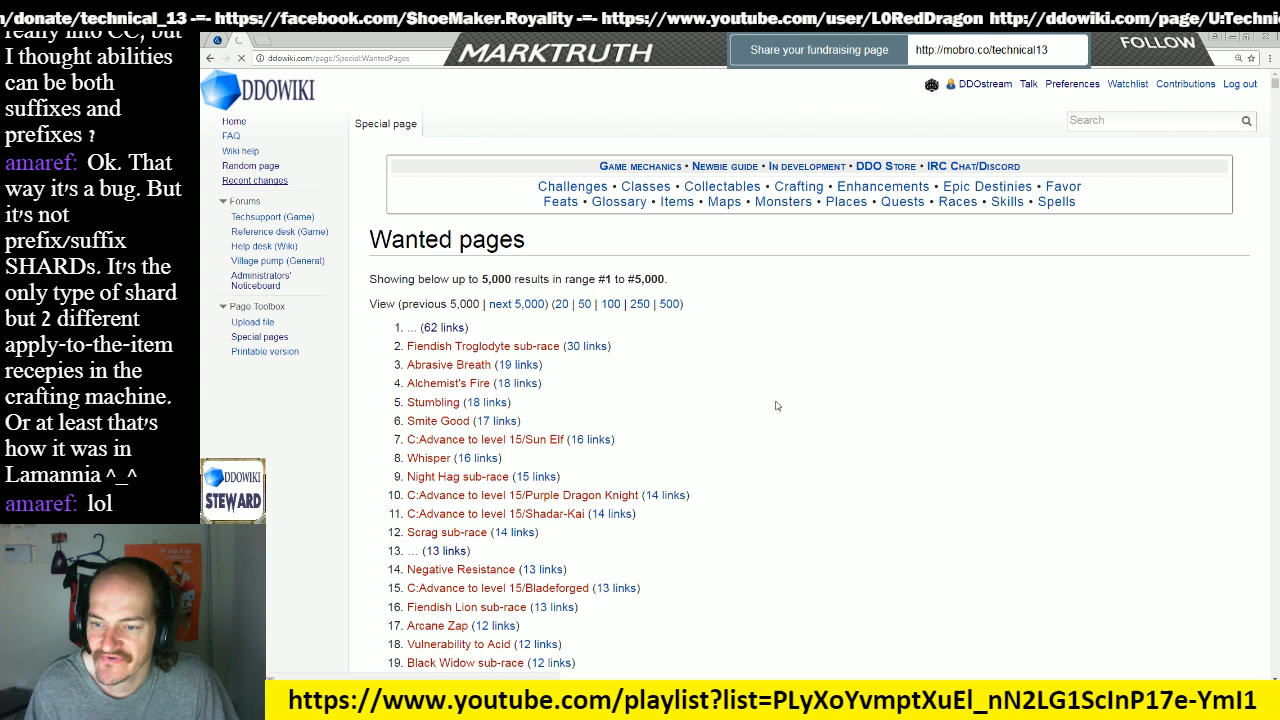 n/donate/technical_13 -=- https://facebook.com/ShoeMaker.Royality -=- https://www.youtube.com/user/L0RedDragon http://ddowiki.com/page/U:Techni
really into CC, but
I thought abilities
can be both
suffixes and
prefixes ?
amaref: Ok. That
way it's a bug. But
it's not
prefix/suffix
SHARDs. It's the
only type of shard
but 2 different
apply-to-the-item
recepies in the
crafting machine.
Or at least that's
how it was in
Lamannia ^_^
amaref: lol
ddowiki.com/page/Special:WantedPages
MARKTRUTH
Share your fundraising page
http://mobro.co/technical13
FOLLOW
DDOWIKI
DDOstream Talk Preferences Watchlist Contributions Log out
Special page
Search
Home
FAQ
Wiki help
Random page
Recent changes
Forums
Techsupport (Game)
Reference desk (Game)
Help desk (Wiki)
Village pump (General)
Administrators'
Noticeboard
Page Toolbox
Upload file
Special pages
Printable version
DDOWIKI
STEWARD
Game mechanics • Newbie guide • In development • DDO Store • IRC Chat/Discord
Challenges • Classes • Collectables • Crafting • Enhancements • Epic Destinies • Favor
Feats • Glossary • Items • Maps • Monsters • Places • Quests • Races • Skills • Spells
Wanted pages
Showing below up to 5,000 results in range #1 to #5,000.
View (previous 5,000 | next 5,000) (20 | 50 | 100 | 250 | 500)
1. ... (62 links)
2. Fiendish Troglodyte sub-race (30 links)
3. Abrasive Breath (19 links)
4. Alchemist's Fire (18 links)
5. Stumbling (18 links)
6. Smite Good (17 links)
7. C:Advance to level 15/Sun Elf (16 links)
8. Whisper (16 links)
9. Night Hag sub-race (15 links)
10. C:Advance to level 15/Purple Dragon Knight (14 links)
11. C:Advance to level 15/Shadar-Kai (14 links)
12. Scrag sub-race (14 links)
13. … (13 links)
14. Negative Resistance (13 links)
15. C:Advance to level 15/Bladeforged (13 links)
16. Fiendish Lion sub-race (13 links)
17. Arcane Zap (12 links)
18. Vulnerability to Acid (12 links)
19. Black Widow sub-race (12 links)
https://www.youtube.com/playlist?list=PLyXoYvmptXuEl_nN2LG1ScInP17e-YmI1